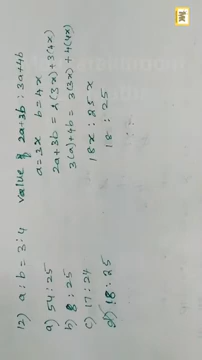 12) a : b = 3 : 4 value of 2a+3b : 3a+4b
a) 54 : 25
b) 8 : 25
c) 17 : 24
d) 18 : 25
a = 3x b = 4x
2a+3b = 2(3x)+3(4x)
3(a)+4b = 3(3x)+4(4x)
18x : 25x
18 : 25